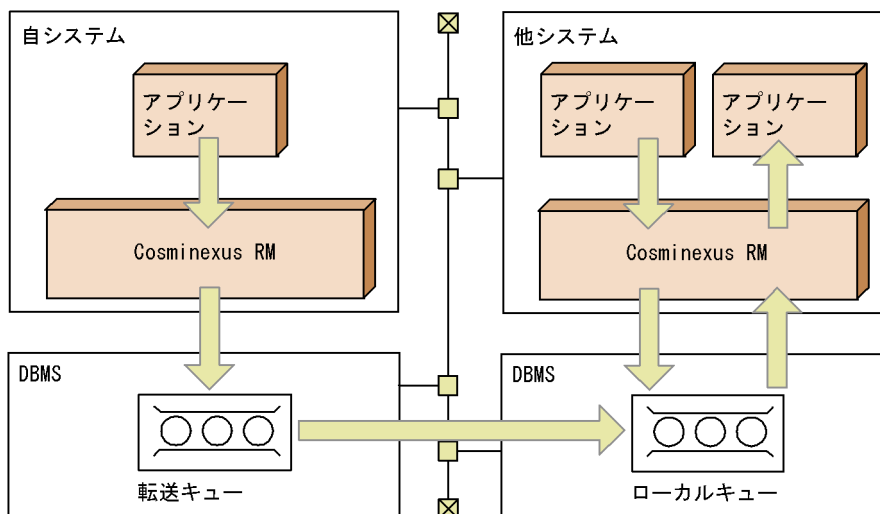 自システム
アプリケー
ション
Cosminexus RM
DBMS
転送キュー
他システム
アプリケー
ション
アプリケー
ション
Cosminexus RM
DBMS
ローカルキュー